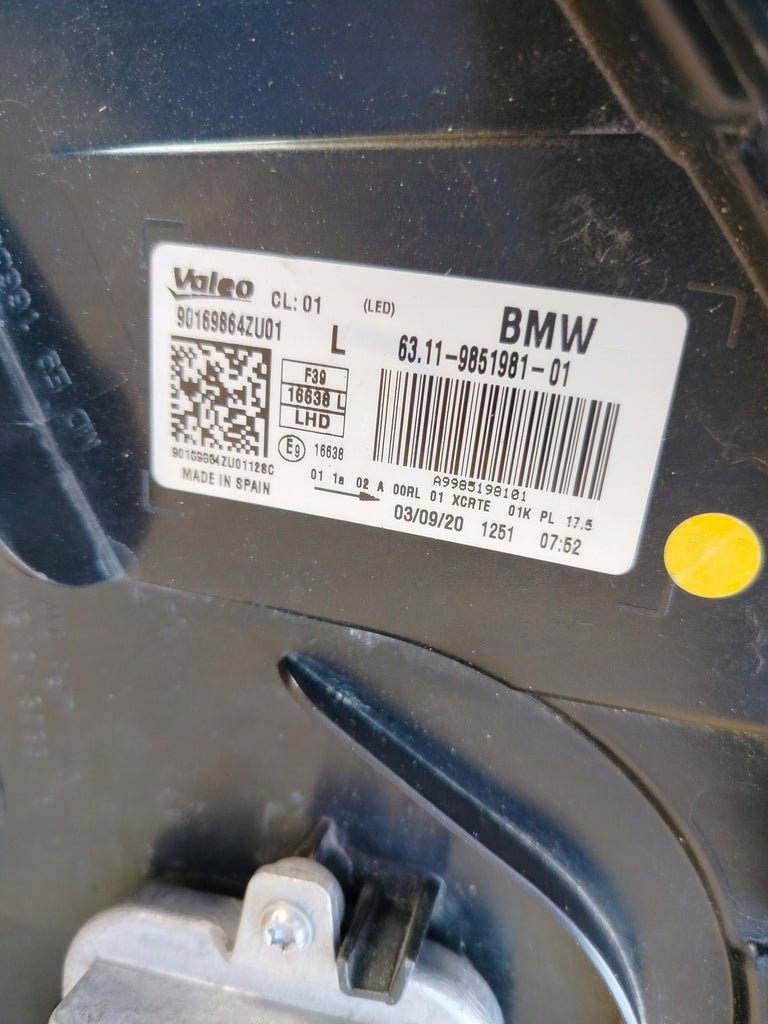 Valeo CL: 01 (LED) BMW
90169864ZU01 L 63.11-9851981-01
F39
16638 L
LHD
E9 16638
90169864ZU01128C
A9985198101
MADE IN SPAIN
01 1a 02 A 00RL 01 XCRTE 01K PL 17.5
03/09/20 1251 07:52